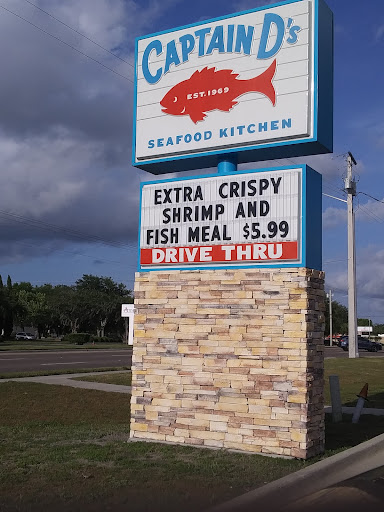 CAPTAIN D's
EST. 1969
SEAFOOD KITCHEN
EXTRA CRISPY
SHRIMP AND
FISH MEAL $5.99
DRIVE THRU